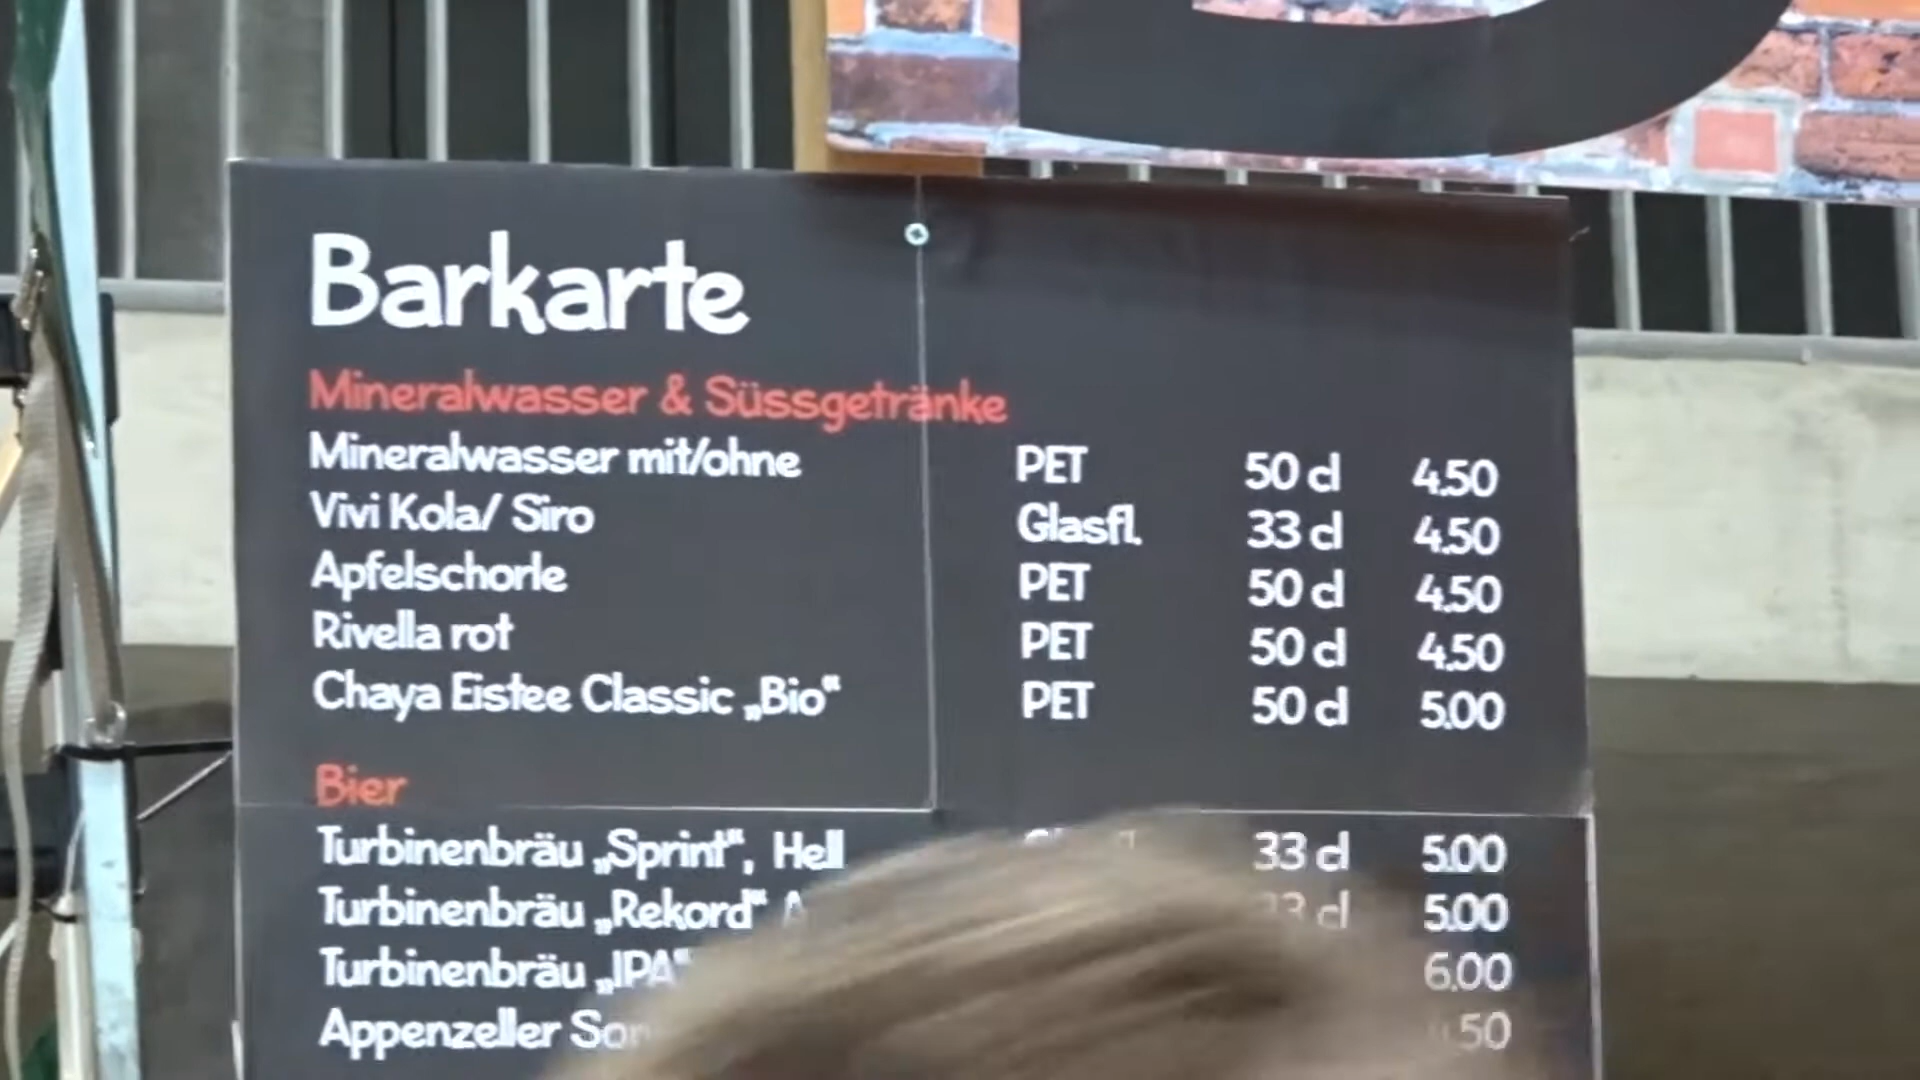 Barkarte
Mineralwasser & Süssgetränke
Mineralwasser mit/ohne PET 50 cl 4.50
Vivi Kola/ Siro Glasfl. 33 cl 4.50
Apfelschorle PET 50 cl 4.50
Rivella rot PET 50 cl 4.50
Chaya Eistee Classic „Bio“ PET 50 cl 5.00
Bier
Turbinenbräu „Sprint“, Hell 33 cl 5.00
Turbinenbräu „Rekord“ 33 cl 5.00
Turbinenbräu „IPA“ 6.00
Appenzeller